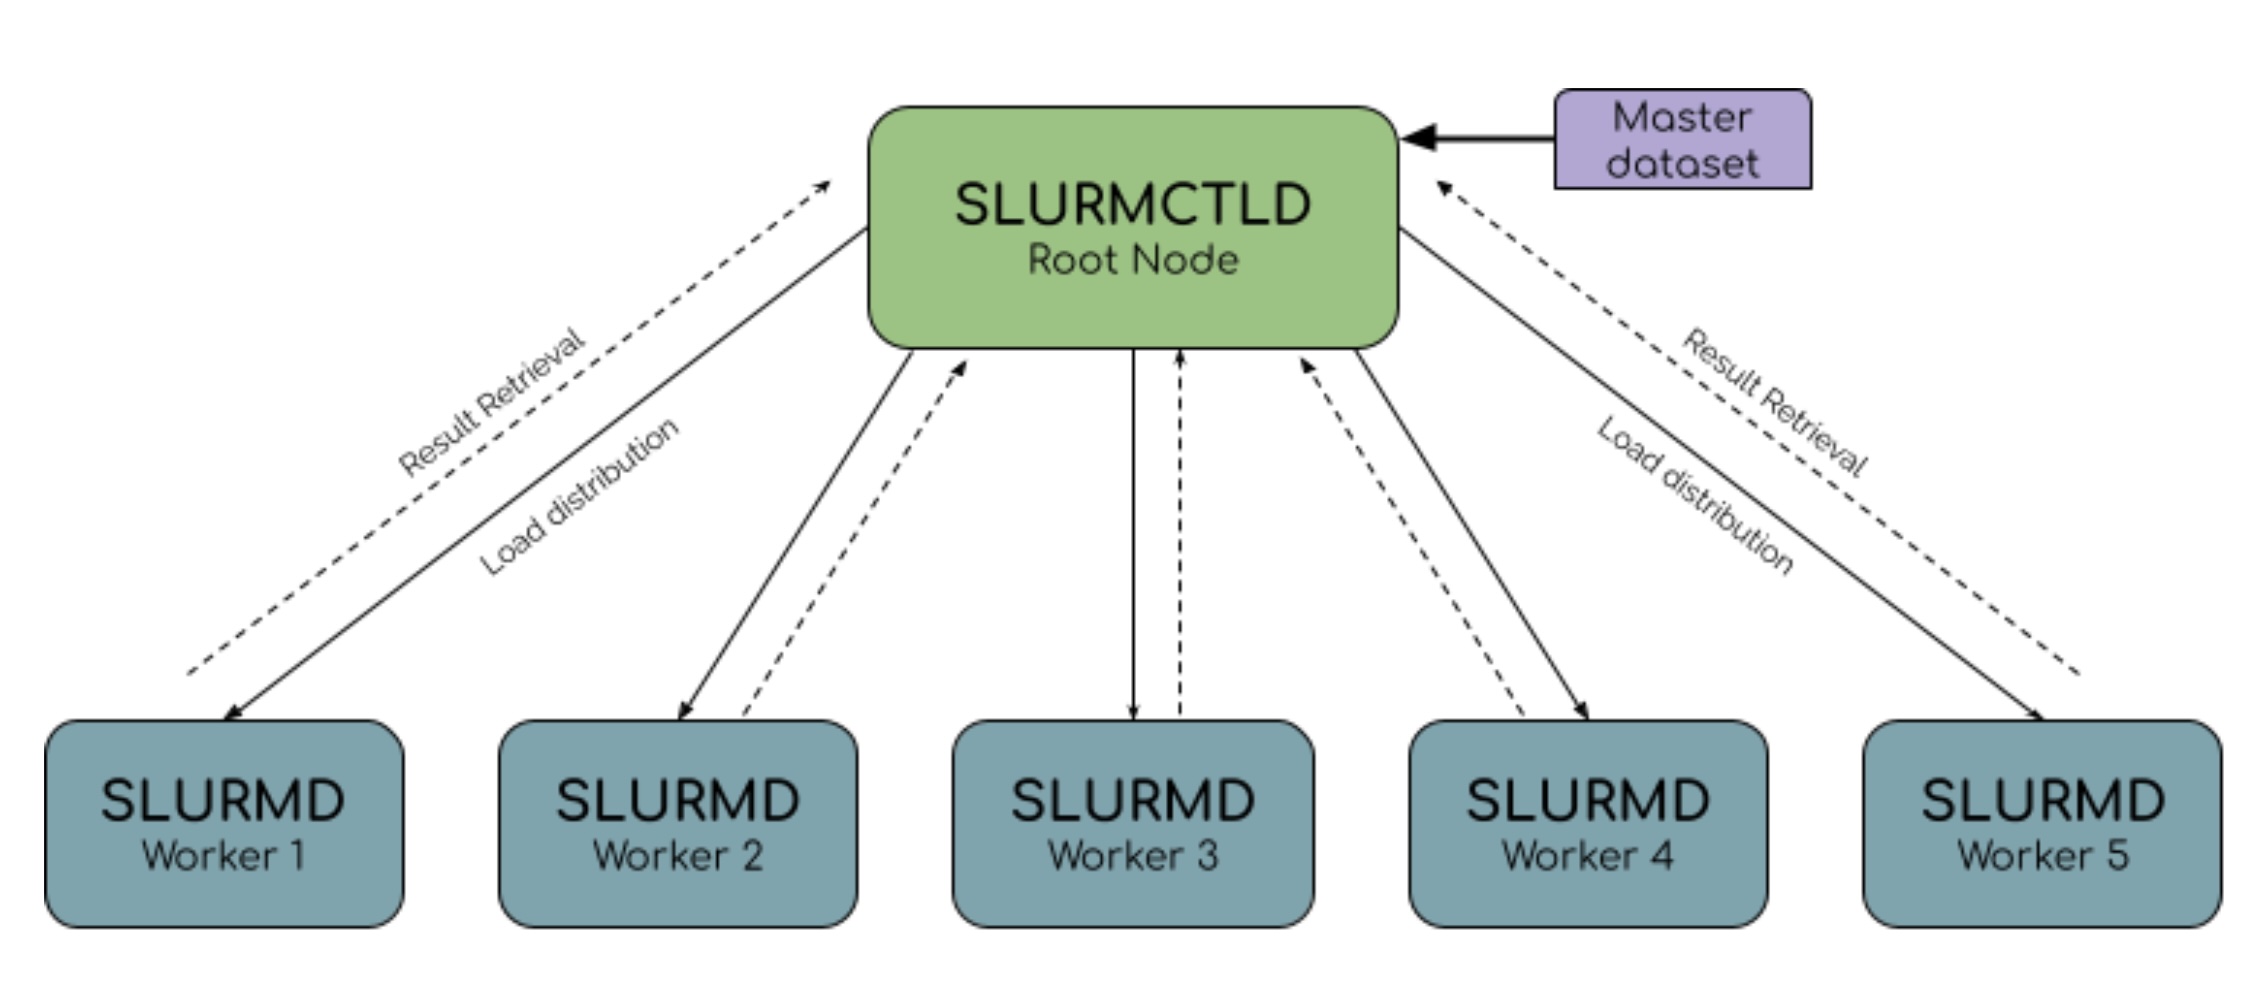 Master
dataset
SLURMCTLD
Root Node
Result Retrieval
Load distribution
Result Retrieval
Load distribution
SLURMD
Worker 1
SLURMD
Worker 2
SLURMD
Worker 3
SLURMD
Worker 4
SLURMD
Worker 5